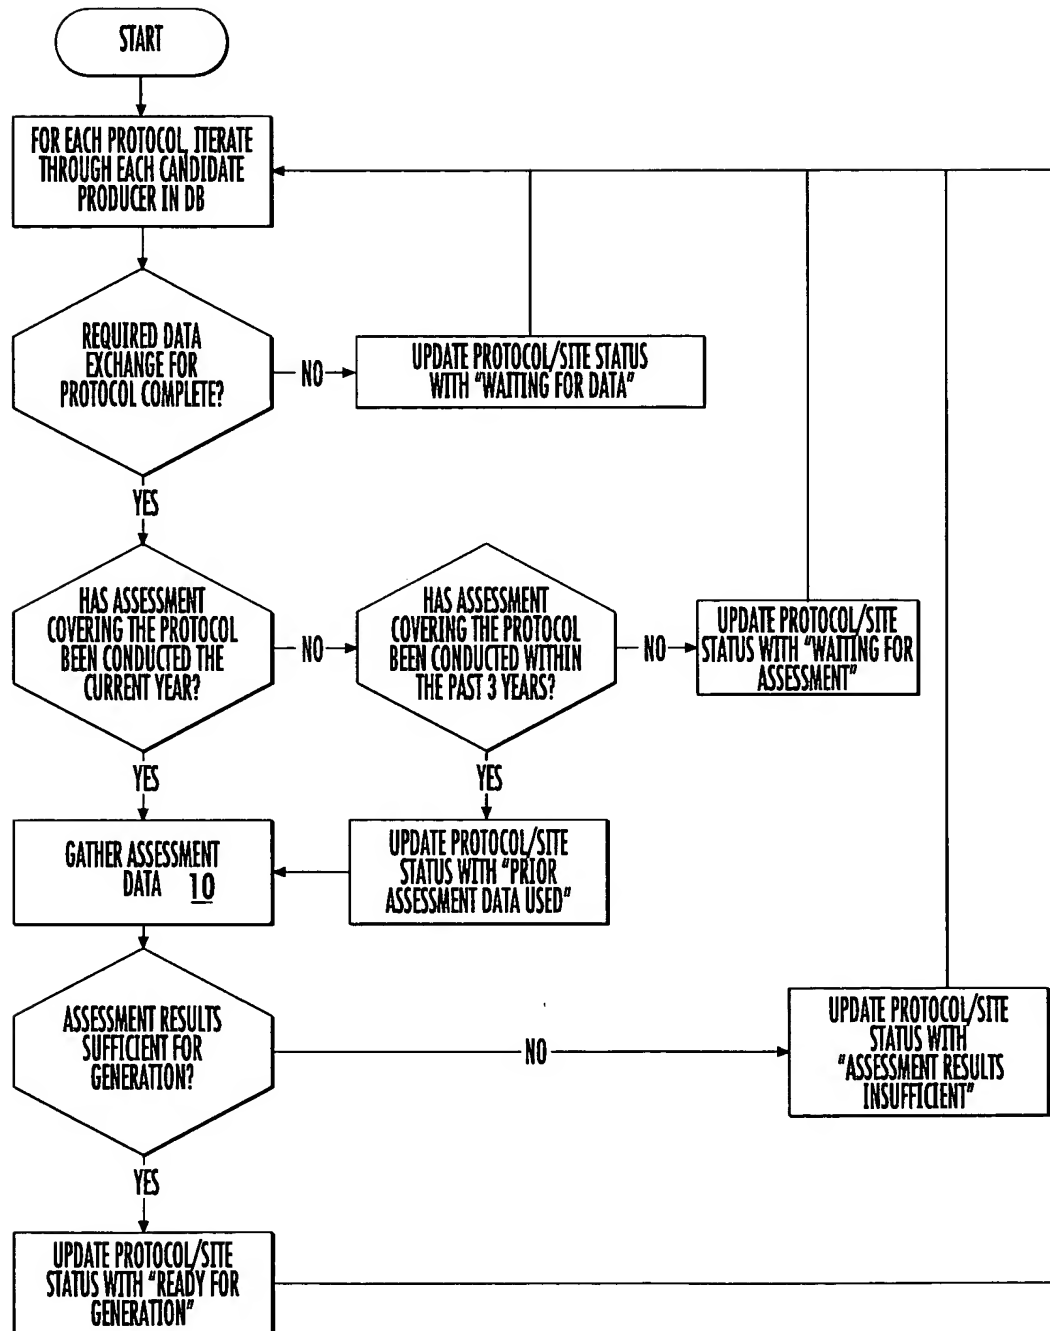 START
FOR EACH PROTOCOL, ITERATE
THROUGH EACH CANDIDATE
PRODUCER IN DB
REQUIRED DATA
EXCHANGE FOR
PROTOCOL COMPLETE?
NO
UPDATE PROTOCOL/SITE STATUS
WITH "WAITING FOR DATA"
YES
HAS ASSESSMENT
COVERING THE PROTOCOL
BEEN CONDUCTED THE
CURRENT YEAR?
NO
HAS ASSESSMENT
COVERING THE PROTOCOL
BEEN CONDUCTED WITHIN
THE PAST 3 YEARS?
NO
UPDATE PROTOCOL/SITE
STATUS WITH "WAITING FOR
ASSESSMENT"
YES
YES
GATHER ASSESSMENT
DATA 10
UPDATE PROTOCOL/SITE
STATUS WITH "PRIOR
ASSESSMENT DATA USED"
ASSESSMENT RESULTS
SUFFICIENT FOR
GENERATION?
NO
UPDATE PROTOCOL/SITE
STATUS WITH
"ASSESSMENT RESULTS
INSUFFICIENT"
YES
UPDATE PROTOCOL/SITE
STATUS WITH "READY FOR
GENERATION"